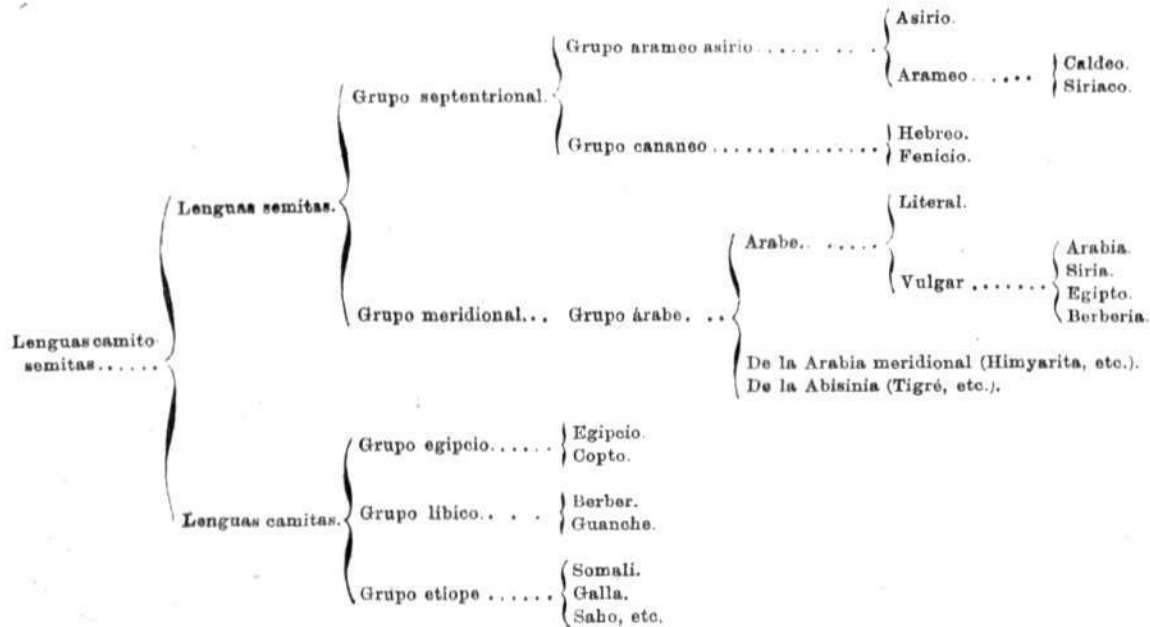 Asirio.
Grupo arameo asirio .... . ...
Arameo .....
Caldeo.
Siriaco.
Grupo septentrional.
Hebreo.
Grupo cananeo ...............
Fenicio.
Lenguas semitas.
Literal.
Arabe. .....
Arabia.
Siria.
Vulgar .......
Egipto.
Berberia.
Grupo meridional... Grupo árabe. ..
Lenguas camito
semitas......
De la Arabia meridional (Himyarita, etc.).
De la Abisinia (Tigré, etc.).
Egipcio.
Grupo egipcio......
Copto.
Berber.
Grupo líbico.. . .
Guanche.
Lenguas camitas.
Somali.
Grupo etiope ......
Galla.
Saho, etc.